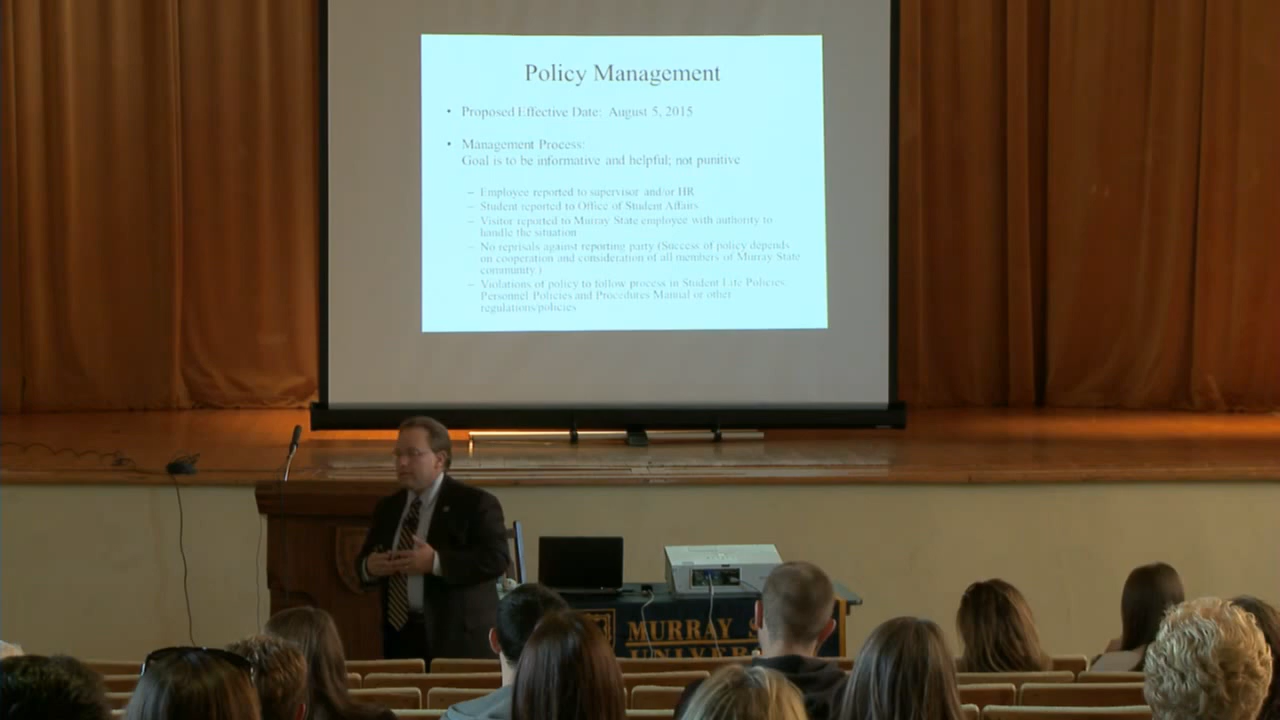 Policy Management
• Proposed Effective Date: August 5, 2015
• Management Process:
Goal is to be informative and helpful; not punitive
– Employee reported to supervisor and/or HR
– Student reported to Office of Student Affairs
– Visitor reported to Murray State employee with authority to
handle the situation
– No reprisals against reporting party (Success of policy depends
on cooperation and consideration of all members of Murray State
community.)
– Violations of policy to follow process in Student Life Policies,
Personnel Policies and Procedures Manual or other
regulations/policies
MURRAY S
UNIVER